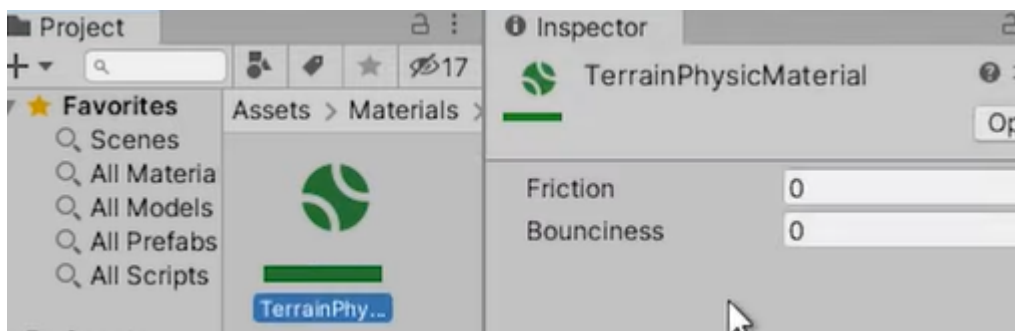 Project
17
Favorites
Scenes
All Materia
All Models
All Prefabs
All Scripts
Assets > Materials >
TerrainPhy...
Inspector
TerrainPhysicMaterial
Op
Friction 0
Bounciness 0